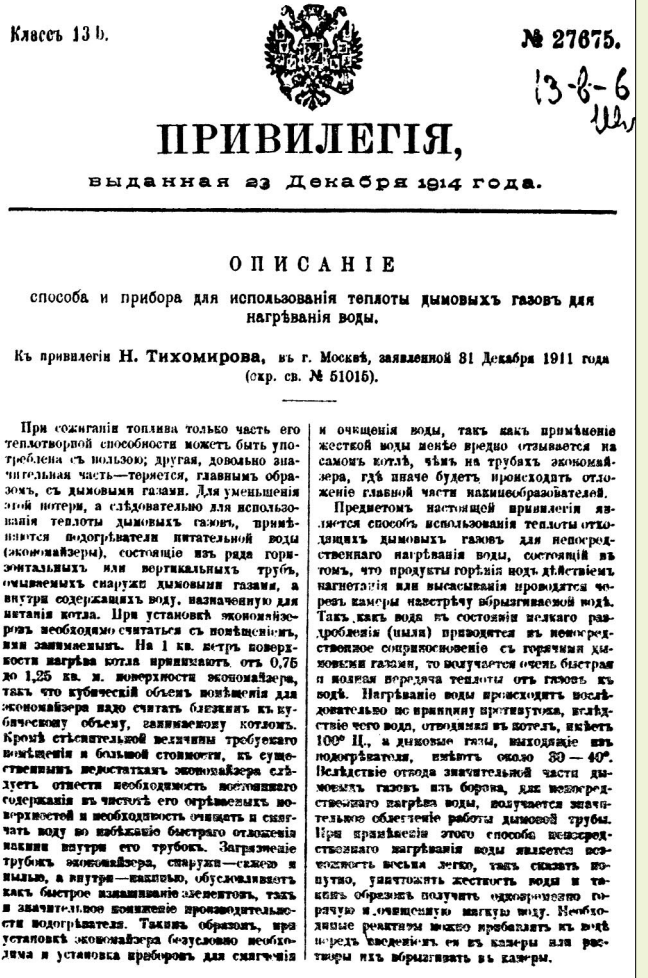 Классъ 13 b.
№ 27675.
13-в-6
ПРИВИЛЕГІЯ,
выданная 23 Декабря 1914 года.
ОПИСАНІЕ
способа и прибора для использованія теплоты дымовыхъ газовъ для
нагрѣванія воды.
Къ привилегіи Н. Тихомирова, въ г. Москвѣ, заявленной 31 Декабря 1911 года
(охр. св. № 51015).
При сожиганіи топлива только часть его
теплотворной способности можетъ быть упо-
треблена съ пользою; другая, довольно зна-
чительная часть—теряется, главнымъ обра-
зомъ, съ дымовыми газами. Для уменьшенія
этой потери, а слѣдовательно для использо-
ванія теплоты дымовыхъ газовъ, примѣ-
няются подогрѣватели питательной воды
(экономайзеры), состоящіе изъ ряда гори-
зонтальныхъ или вертикальныхъ трубъ,
омываемыхъ снаружи дымовыми газами, а
внутри содержащихъ воду, назначенную для
питанія котла. При установкѣ экономайзе-
ровъ необходимо считаться съ помѣщеніемъ,
ими занимаемымъ. На 1 кв. метръ поверх-
кости нагрѣва котла принимаютъ отъ 0,75
до 1,25 кв. м. поверхности экономайзера,
такъ что кубическій объемъ помѣщенія для
экономайзера надо считать близкимъ къ ку-
бическому объему, занимаемому котломъ.
Кромѣ стѣснительной величины требуемаго
помѣщенія и большой стоимости, къ суще-
ственнымъ недостаткамъ экономайзера слѣ-
дуетъ отнести необходимость постояннаго
содержанія въ чистотѣ его огрѣваемыхъ по-
верхностей и необходимость очищать и смяг-
чать воду во избѣжаніе быстраго отложенія
накипи внутри его трубокъ. Загрязненіе
трубокъ экономайзера, снаружи—сажею и
пылью, а внутри—накипью, обусловливаетъ
какъ быстрое изнашиваніе элементовъ, такъ
и значительное пониженіе производительно-
сти подогрѣвателя. Такимъ образомъ, при
установкѣ экономайзера безусловно необхо-
дима и установка приборовъ для смягченія
и очищенія воды, такъ какъ примѣненіе
жесткой воды менѣе вредно отзывается на
самомъ котлѣ, чѣмъ на трубахъ экономай-
зера, гдѣ иначе будетъ происходить отло-
женіе главной части накипеобразователей.
Предметомъ настоящей привилегіи яв-
ляется способъ использованія теплоты отхо-
дящихъ дымовыхъ газовъ для непосред-
ственнаго нагрѣванія воды, состоящій въ
томъ, что продукты горѣнія подъ дѣйствіемъ
нагнетанія или высасыванія проводятся че-
резъ камеры навстрѣчу вбрызгиваемой водѣ.
Такъ какъ вода въ состояніи мелкаго раз-
дробленія (пыла) приводится въ непосред-
ственное соприкосновеніе съ горячими ды-
мовыми газами, то получается очень быстрая
и полная передача теплоты отъ газовъ къ
водѣ. Нагрѣваніе воды происходитъ послѣ-
довательно по принципу противутока, вслѣд-
ствіе чего вода, отводимая въ котелъ, имѣетъ
100° Ц., а дымовые газы, выходящіе изъ
подогрѣвателя, имѣютъ около 30—40°.
Вслѣдствіе отвода значительной части ды-
мовыхъ газовъ изъ борова, для непосред-
ственнаго нагрѣва воды, получается значи-
тельное облегченіе работы дымовой трубы.
При примѣненіи этого способа непосред-
ственнаго нагрѣванія воды является воз-
можность весьма легко, такъ сказать по-
путно, уничтожить жесткость воды и та-
кимъ образомъ получить одновременно го-
рячую и очищенную мягкую воду. Необхо-
димые реактивы можно прибавлять къ водѣ
передъ введеніемъ ея въ камеры или рас-
творы ихъ вбрызгивать въ камеры.